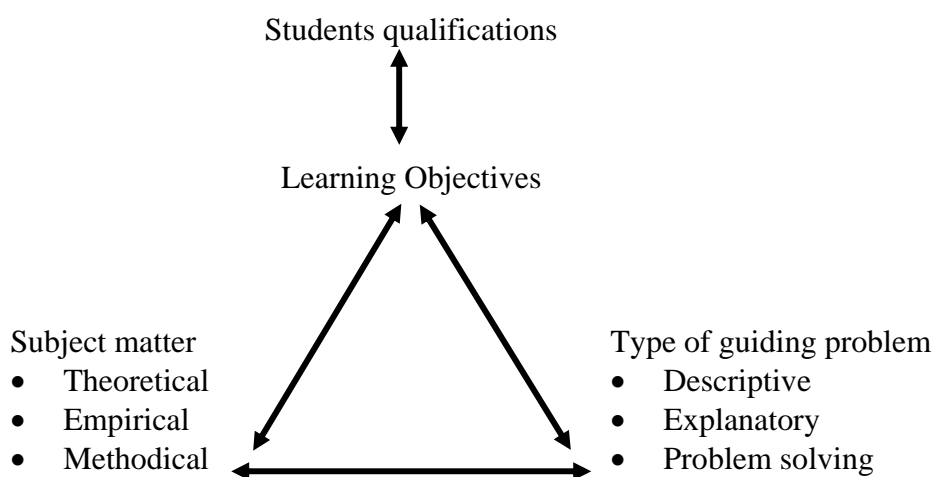 Students qualifications
Learning Objectives
Subject matter
• Theoretical
• Empirical
• Methodical
Type of guiding problem
• Descriptive
• Explanatory
• Problem solving